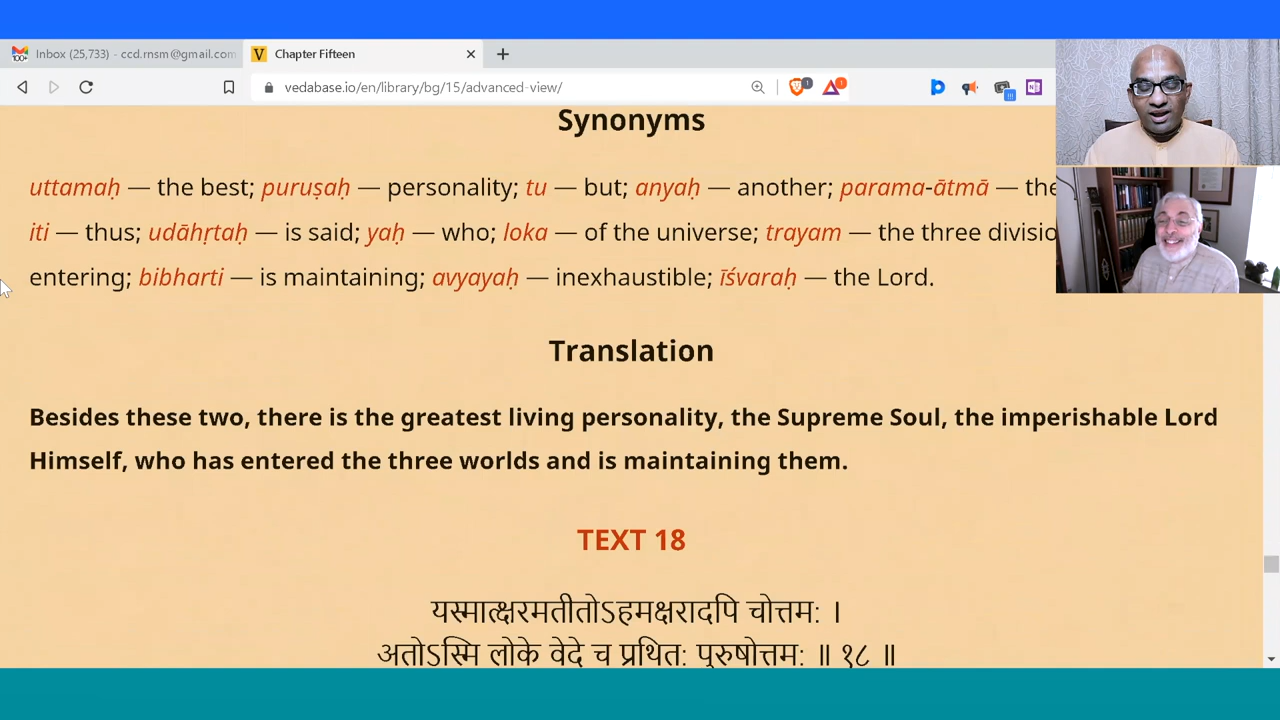 Inbox (25,733) - ccd.rnsm@gmail.com
Chapter Fifteen
vedabase.io/en/library/bg/15/advanced-view/
Synonyms
uttamaḥ — the best; puruṣaḥ — personality; tu — but; anyaḥ — another; parama-ātmā — the
iti — thus; udāhṛtaḥ — is said; yaḥ — who; loka — of the universe; trayam — the three divisio
entering; bibharti — is maintaining; avyayaḥ — inexhaustible; īśvaraḥ — the Lord.
Translation
Besides these two, there is the greatest living personality, the Supreme Soul, the imperishable Lord
Himself, who has entered the three worlds and is maintaining them.
TEXT 18
यस्मात्क्षरमतीतोऽहमक्षरादपि चोत्तम: ।
अतोऽस्मि लोके वेदे च प्रथित: पुरुषोत्तम: ॥ १८ ॥